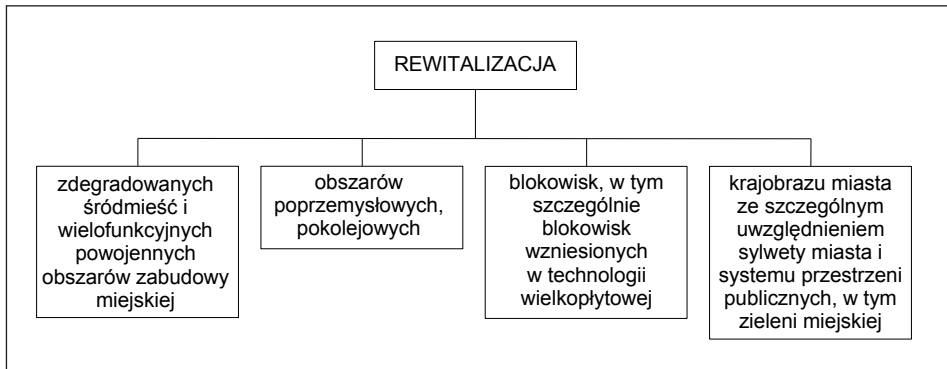 REWITALIZACJA
zdegradowanych
śródmieść i
wielofunkcyjnych
powojennych
obszarów zabudowy
miejskiej
obszarów
poprzemysłowych,
pokolejowych
blokowisk, w tym
szczególnie
blokowisk
wzniesionych
w technologii
wielkopłytowej
krajobrazu miasta
ze szczególnym
uwzględnieniem
sylwety miasta i
systemu przestrzeni
publicznych, w tym
zieleni miejskiej